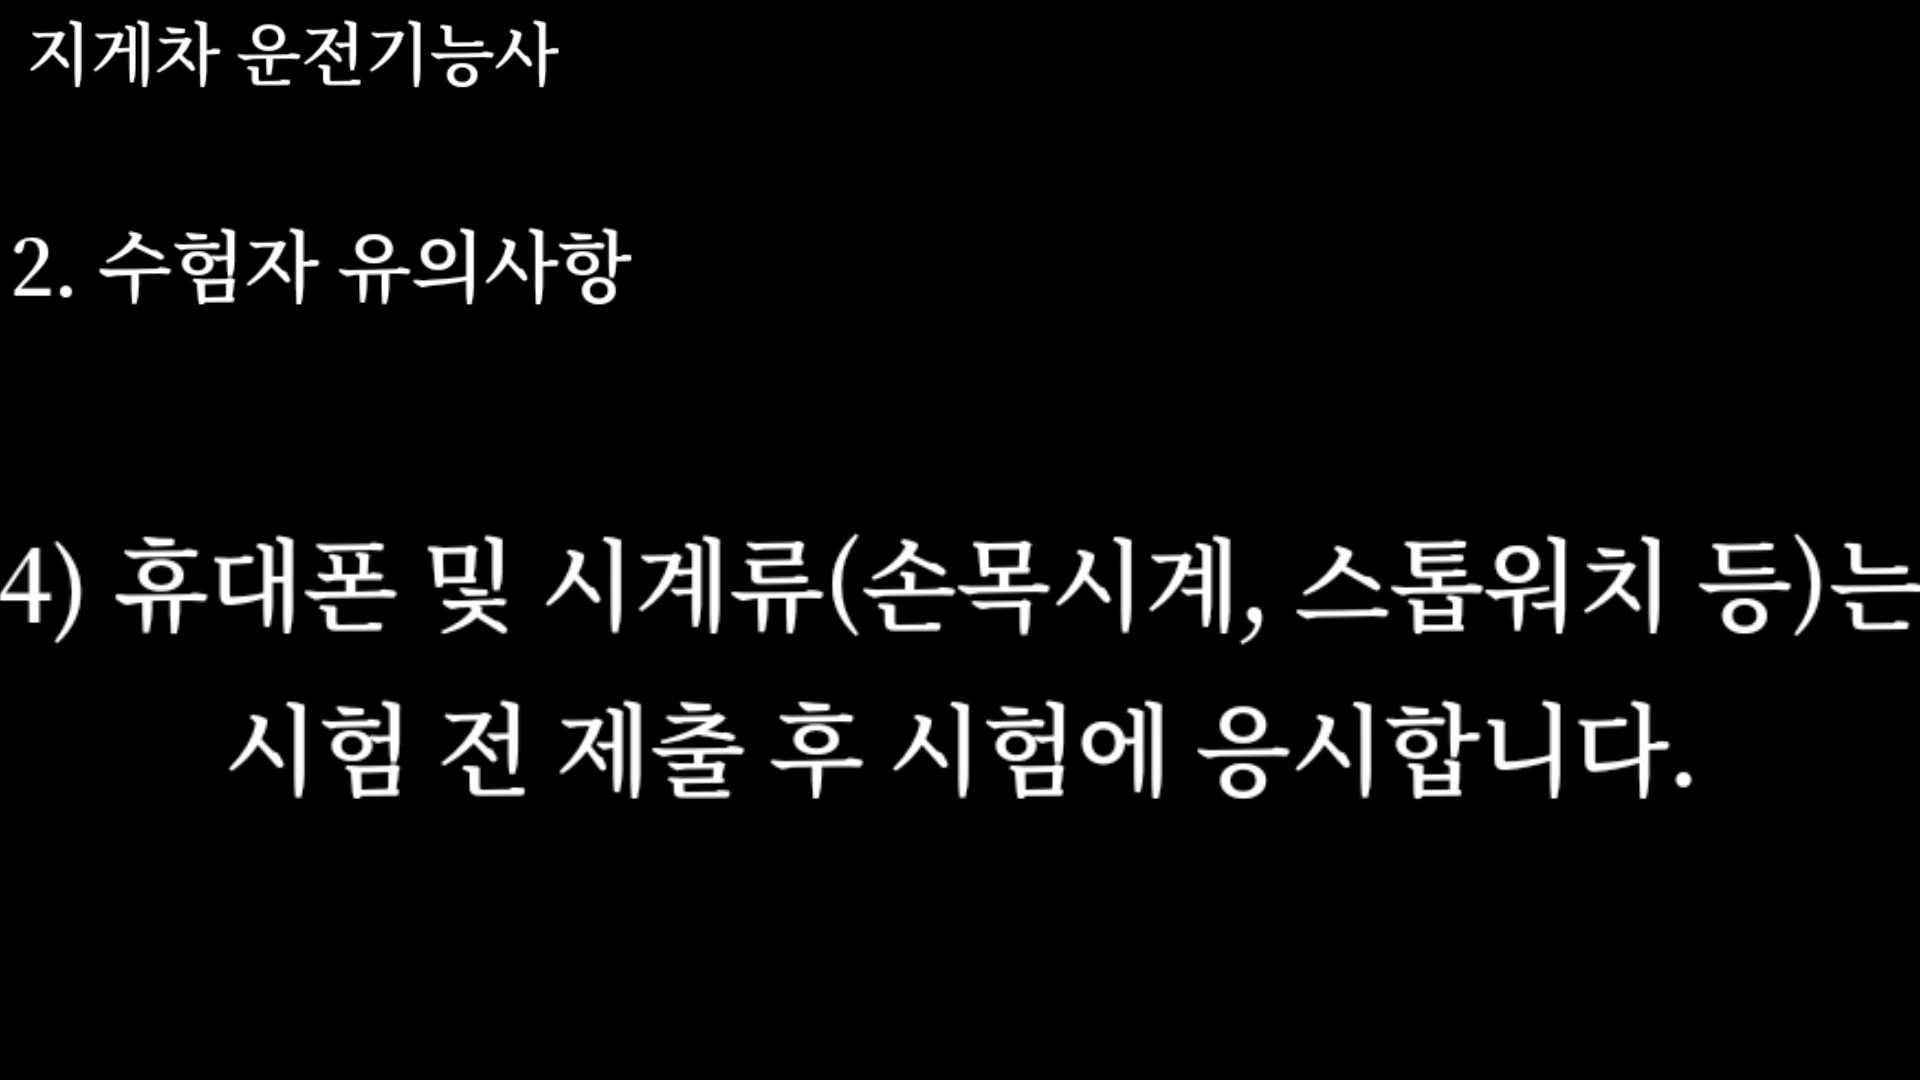 지게차 운전기능사
2. 수험자 유의사항
4) 휴대폰 및 시계류(손목시계, 스톱워치 등)는
시험 전 제출 후 시험에 응시합니다.